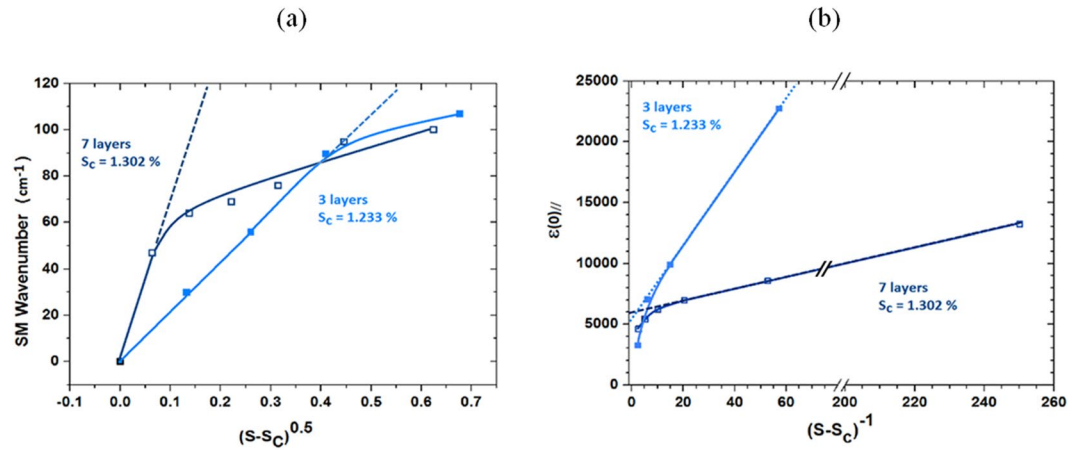 (a)
(b)
120
100
80
60
40
20
0
SM Wavenumber (cm-1)
7 layers
SC = 1.302 %
3 layers
SC = 1.233 %
-0.1 0.0 0.1 0.2 0.3 0.4 0.5 0.6 0.7
(S-SC)0.5
25000
20000
15000
10000
5000
0
ε(0)//
3 layers
SC = 1.233 %
7 layers
SC = 1.302 %
0 20 40 60 80 200 220 240 260
(S-Sc)-1